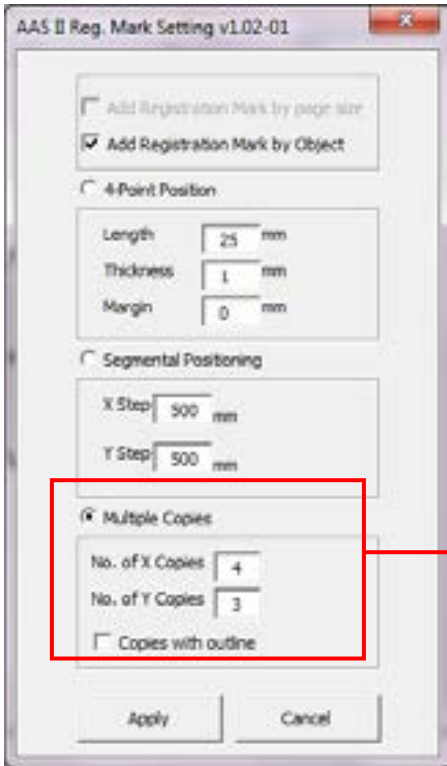 AAS II Reg. Mark Setting v1.02-01
Add Registration Mark by page size
Add Registration Mark by Object
4-Point Position
Length 25 mm
Thickness 1 mm
Margin 0 mm
Segmental Positioning
X Step 500 mm
Y Step 500 mm
Multiple Copies
No. of X Copies 4
No. of Y Copies 3
Copies with outline
Apply Cancel